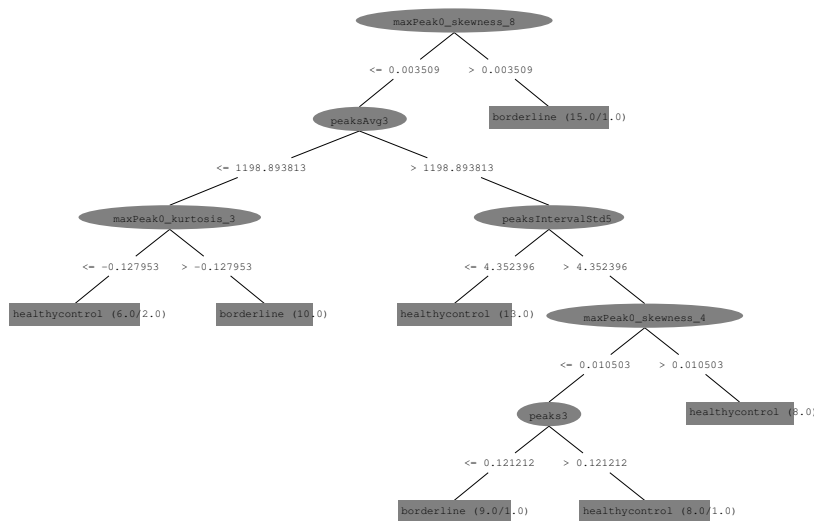 maxPeak0_skewness_8
<= 0.003509 > 0.003509
peaksAvg3 borderline (15.0/1.0)
<= 1198.893813 > 1198.893813
maxPeak0_kurtosis_3 peaksIntervalStd5
<= -0.127953 > -0.127953 <= 4.352396 > 4.352396
healthycontrol (6.0/2.0) borderline (10.0) healthycontrol (13.0) maxPeak0_skewness_4
<= 0.010503 > 0.010503
peaks3 healthycontrol (8.0)
<= 0.121212 > 0.121212
borderline (9.0/1.0) healthycontrol (8.0/1.0)